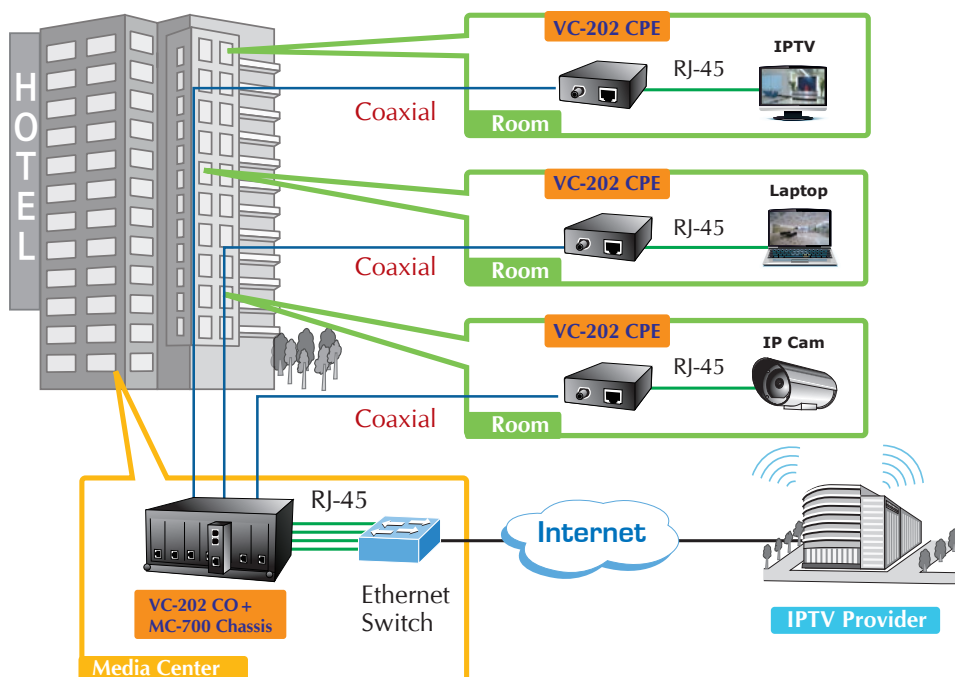 HOTEL
VC-202 CPE
IPTV
RJ-45
Coaxial
Room
VC-202 CPE
Laptop
RJ-45
Coaxial
Room
VC-202 CPE
IP Cam
RJ-45
Coaxial
Room
RJ-45
Internet
Ethernet
Switch
VC-202 CO +
MC-700 Chassis
IPTV Provider
Media Center